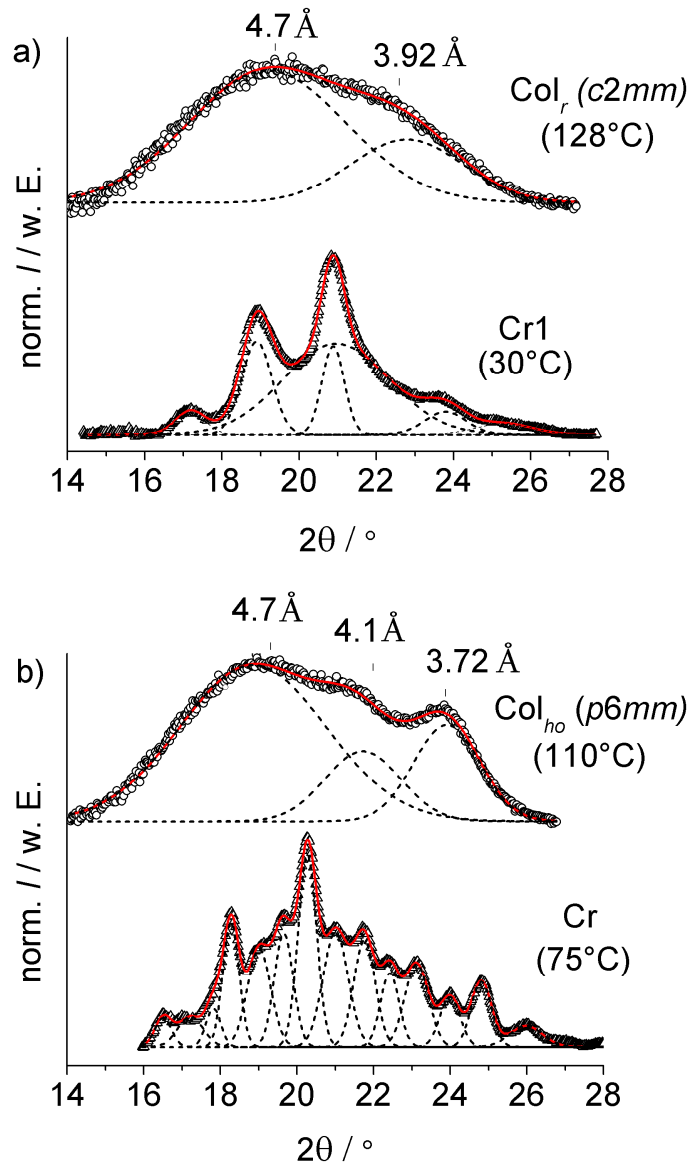 a)
4.7 Å
3.92 Å
Col_r (c2mm)
(128°C)
Cr1
(30°C)
norm. I / w. E.
14 16 18 20 22 24 26 28
2θ / °
b)
4.7 Å
4.1 Å
3.72 Å
Col_ho (p6mm)
(110°C)
Cr
(75°C)
norm. I / w. E.
14 16 18 20 22 24 26 28
2θ / °